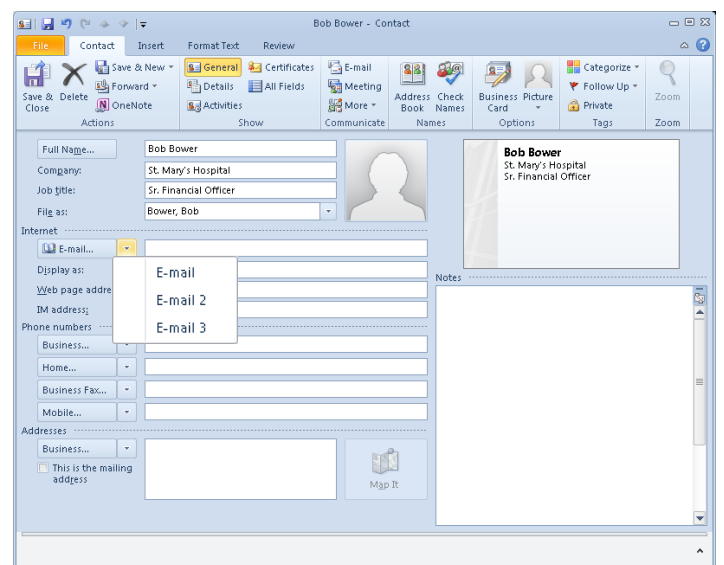 Bob Bower - Contact
File Contact Insert Format Text Review
Save & Close
Delete
Save & New
Forward
OneNote
Actions
General
Details
Activities
Certificates
All Fields
Show
E-mail
Meeting
More
Communicate
Address Book
Check Names
Names
Business Card
Picture
Options
Categorize
Follow Up
Private
Tags
Zoom
Zoom
Full Name... Bob Bower
Company: St. Mary's Hospital
Job title: Sr. Financial Officer
File as: Bower, Bob
Bob Bower
St. Mary's Hospital
Sr. Financial Officer
Internet
E-mail...
Display as:
Web page addre
IM address:
E-mail
E-mail 2
E-mail 3
Phone numbers
Business...
Home...
Business Fax...
Mobile...
Addresses
Business...
This is the mailing
address
Map It
Notes